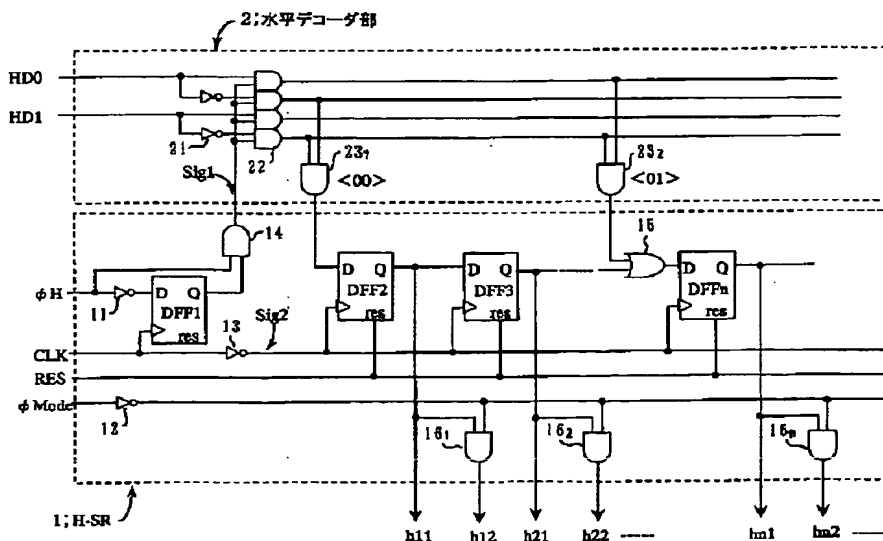 2;水平デコーダ部
HD0
HD1
21
22
Sig1
23₁
<00>
23₂
<01>
14
15
φH
11
D Q
DFF1
res
D Q
DFF2
res
D Q
DFF3
res
D Q
DFFn
res
13
Sig2
CLK
RES
φMode
12
16₁
16₂
1;H-SR
h11
h12
h21
h22
hn1
hn2